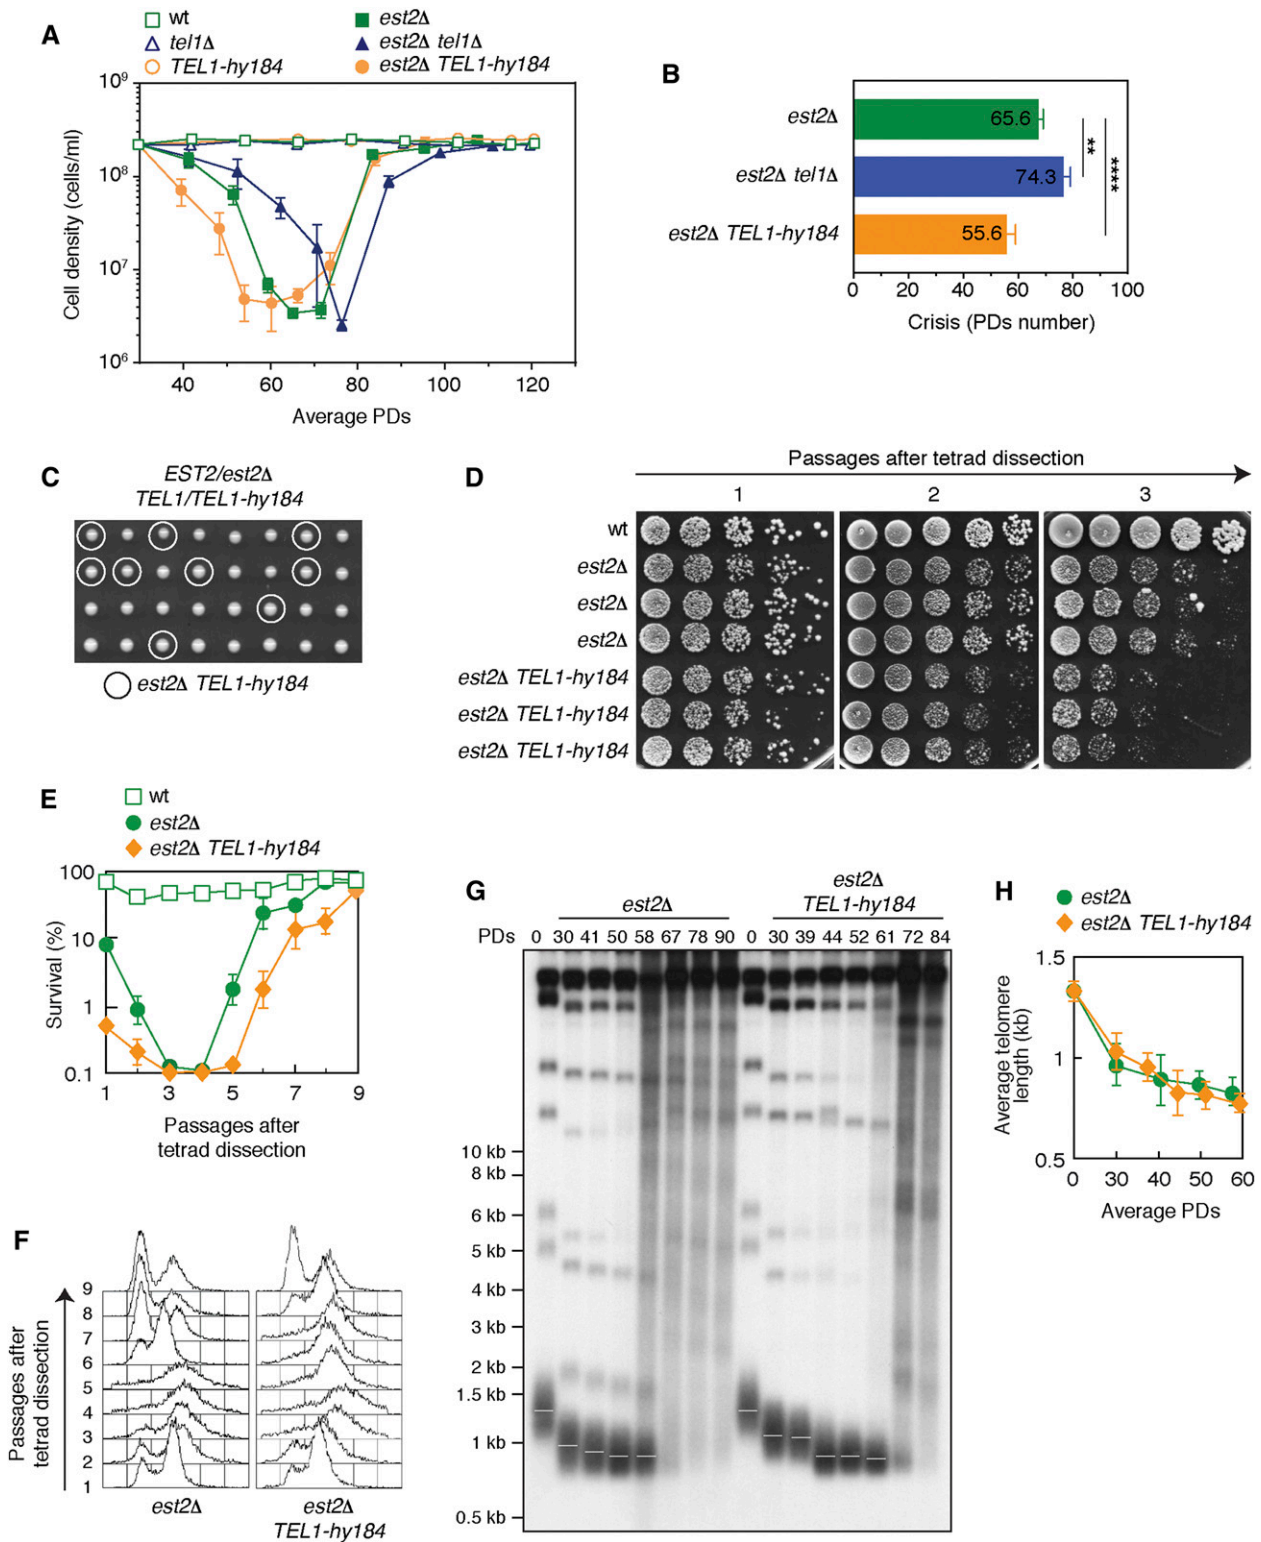 A
wt
tel1Δ
TEL1-hy184
est2Δ
est2Δ tel1Δ
est2Δ TEL1-hy184
Cell density (cells/ml)
10⁹
10⁸
10⁷
10⁶
40 60 80 100 120
Average PDs
B
est2Δ
65.6
est2Δ tel1Δ
74.3
est2Δ TEL1-hy184
55.6
**
****
0 20 40 60 80 100
Crisis (PDs number)
C
EST2/est2Δ
TEL1/TEL1-hy184
est2Δ TEL1-hy184
D
Passages after tetrad dissection
1 2 3
wt
est2Δ
est2Δ
est2Δ
est2Δ TEL1-hy184
est2Δ TEL1-hy184
est2Δ TEL1-hy184
E
wt
est2Δ
est2Δ TEL1-hy184
Survival (%)
100
10
1
0.1
1 3 5 7 9
Passages after
tetrad dissection
F
Passages after
tetrad dissection
9
8
7
6
5
4
3
2
1
est2Δ
est2Δ
TEL1-hy184
G
est2Δ
est2Δ
TEL1-hy184
PDs 0 30 41 50 58 67 78 90 0 30 39 44 52 61 72 84
10 kb
8 kb
6 kb
5 kb
4 kb
3 kb
2 kb
1.5 kb
1 kb
0.5 kb
H
est2Δ
est2Δ TEL1-hy184
Average telomere
length (kb)
1.5
1
0.5
0 30 40 50 60
Average PDs